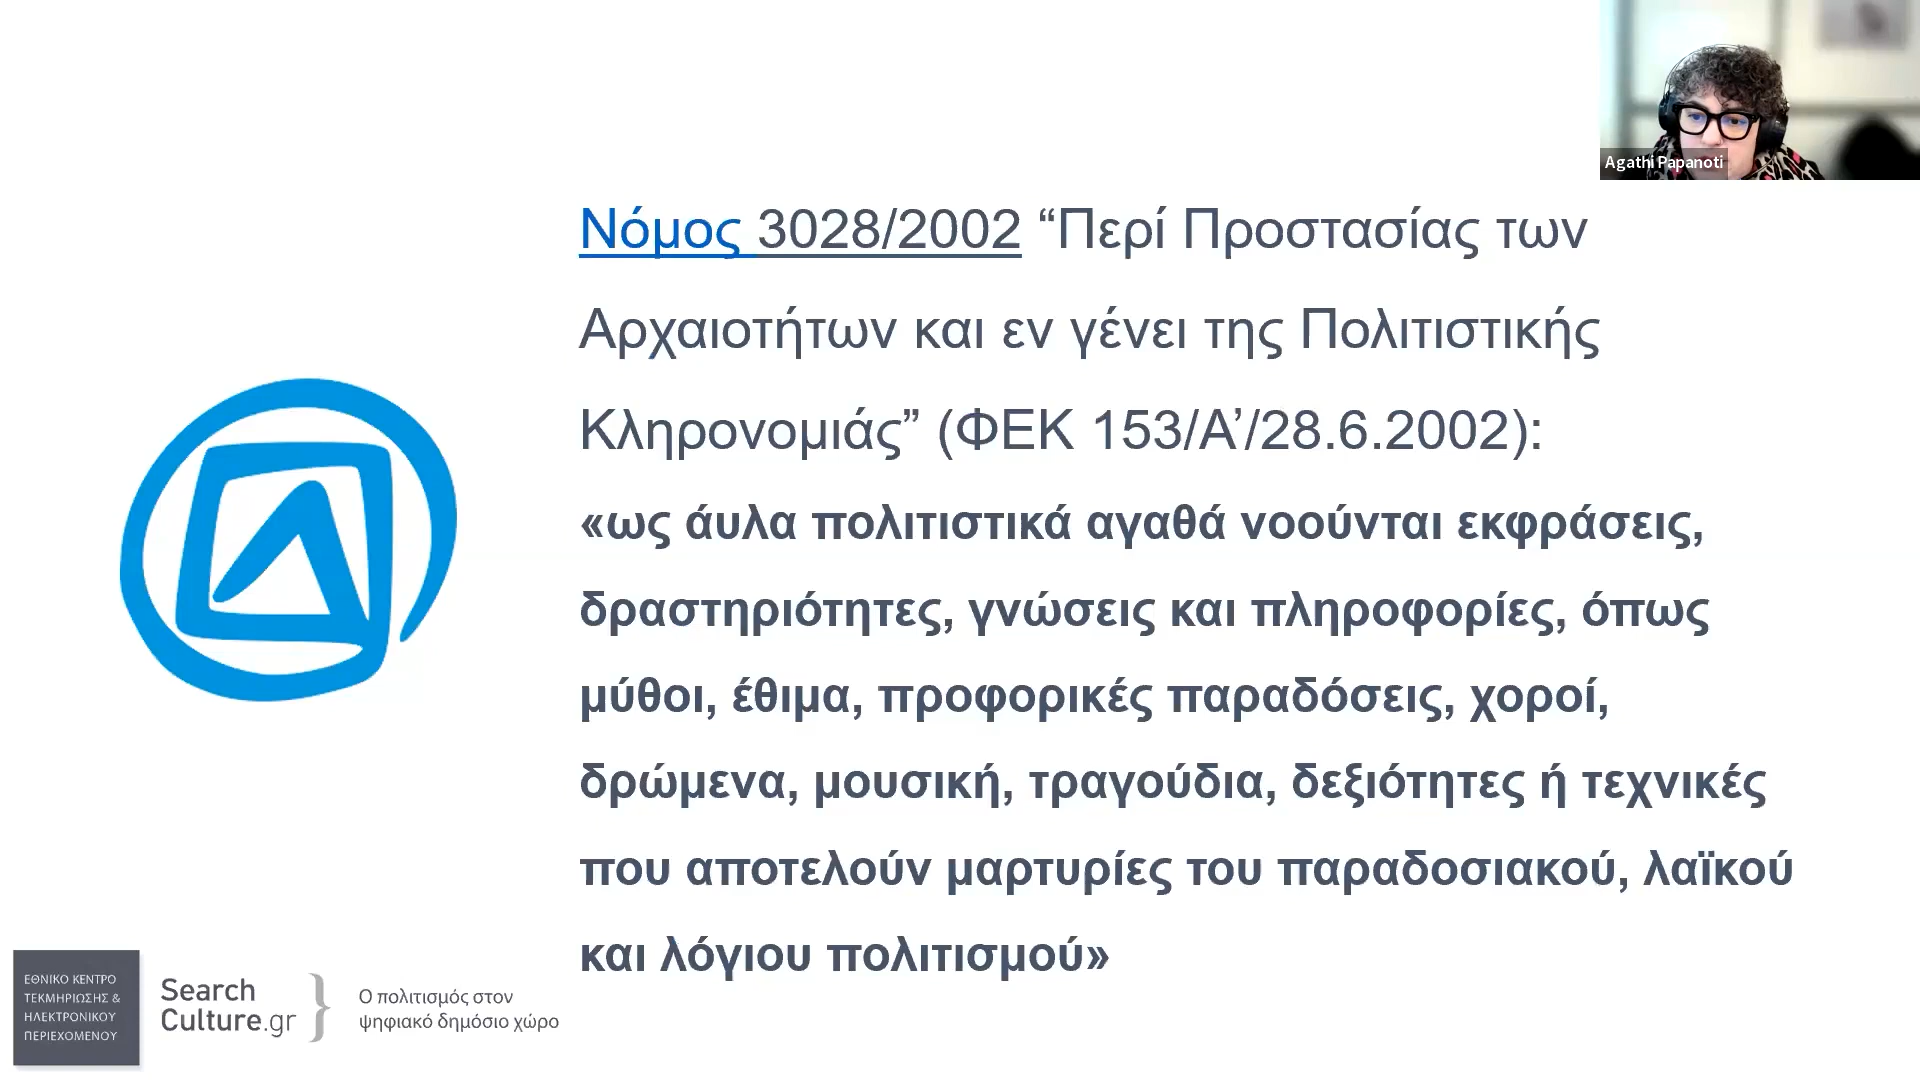 Agathi Papanoti
Νόμος 3028/2002 “Περί Προστασίας των
Αρχαιοτήτων και εν γένει της Πολιτιστικής
Κληρονομιάς” (ΦΕΚ 153/Α’/28.6.2002):
«ως άυλα πολιτιστικά αγαθά νοούνται εκφράσεις,
δραστηριότητες, γνώσεις και πληροφορίες, όπως
μύθοι, έθιμα, προφορικές παραδόσεις, χοροί,
δρώμενα, μουσική, τραγούδια, δεξιότητες ή τεχνικές
που αποτελούν μαρτυρίες του παραδοσιακού, λαϊκού
και λόγιου πολιτισμού»
ΕΘΝΙΚΟ ΚΕΝΤΡΟ
ΤΕΚΜΗΡΙΩΣΗΣ &
ΗΛΕΚΤΡΟΝΙΚΟΥ
ΠΕΡΙΕΧΟΜΕΝΟΥ
Search
Culture.gr
Ο πολιτισμός στον
ψηφιακό δημόσιο χώρο